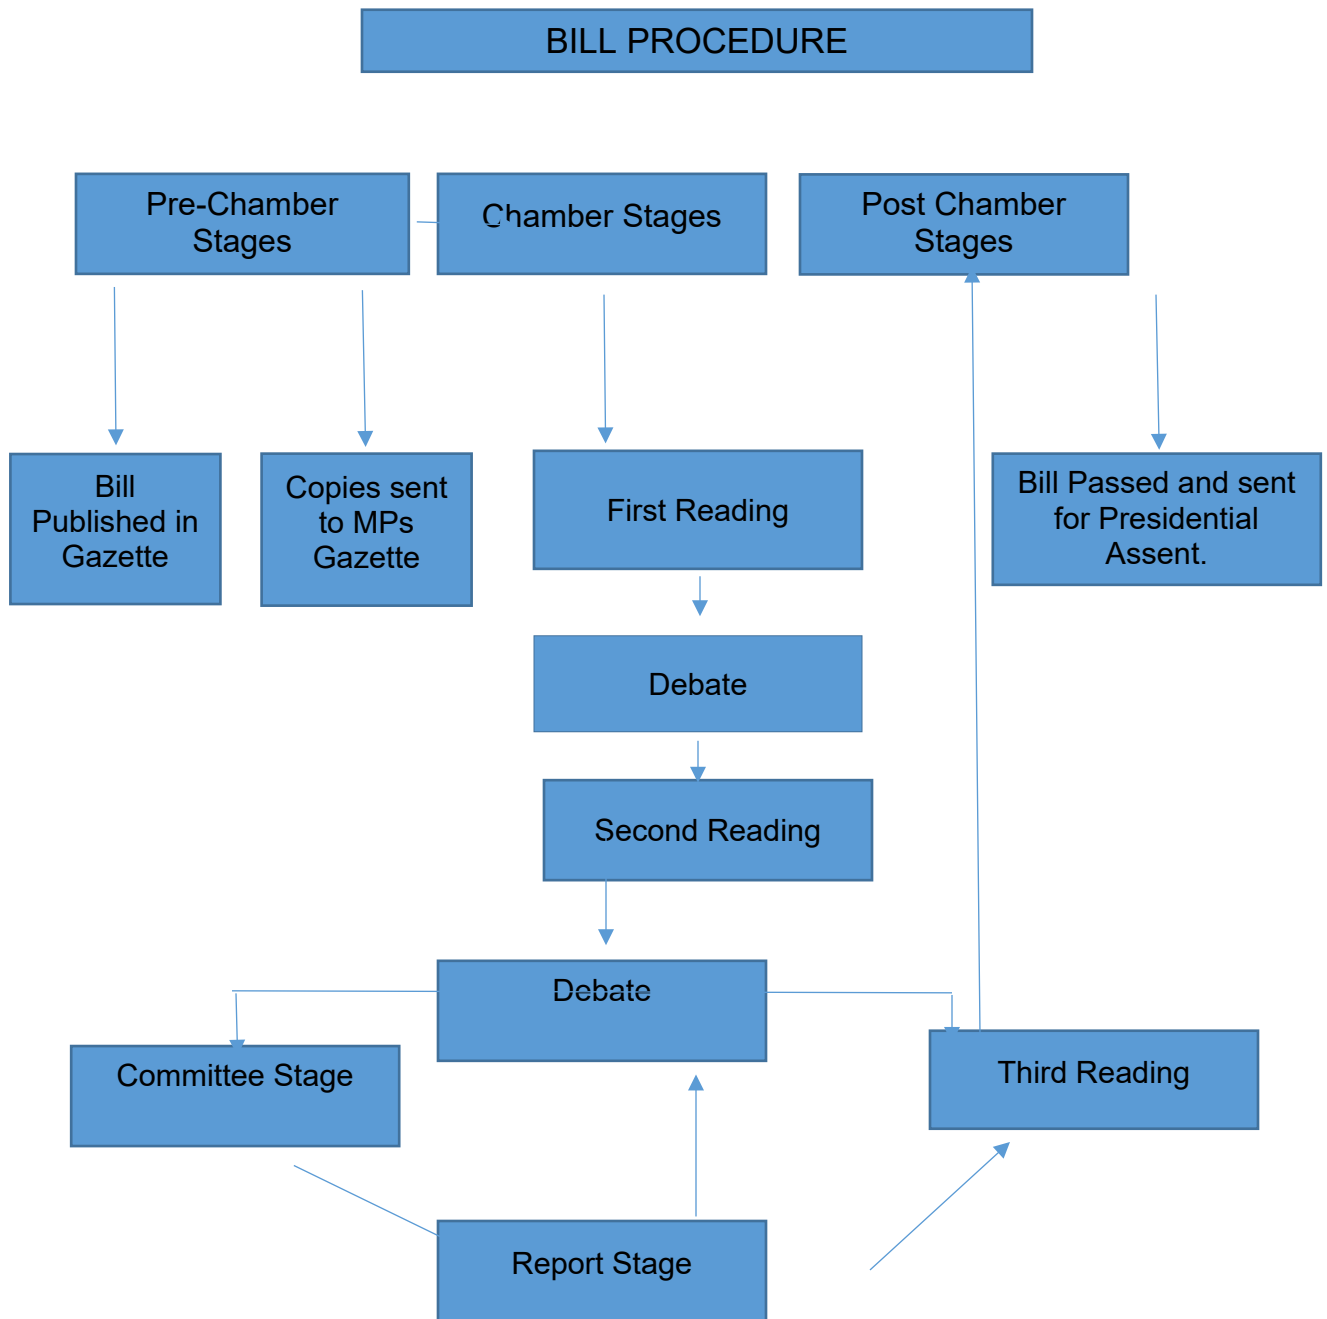 BILL PROCEDURE
Pre-Chamber
Stages
Chamber Stages
Post Chamber
Stages
Bill
Published in
Gazette
Copies sent
to MPs
Gazette
First Reading
Bill Passed and sent
for Presidential
Assent.
Debate
Second Reading
Debate
Committee Stage
Third Reading
Report Stage